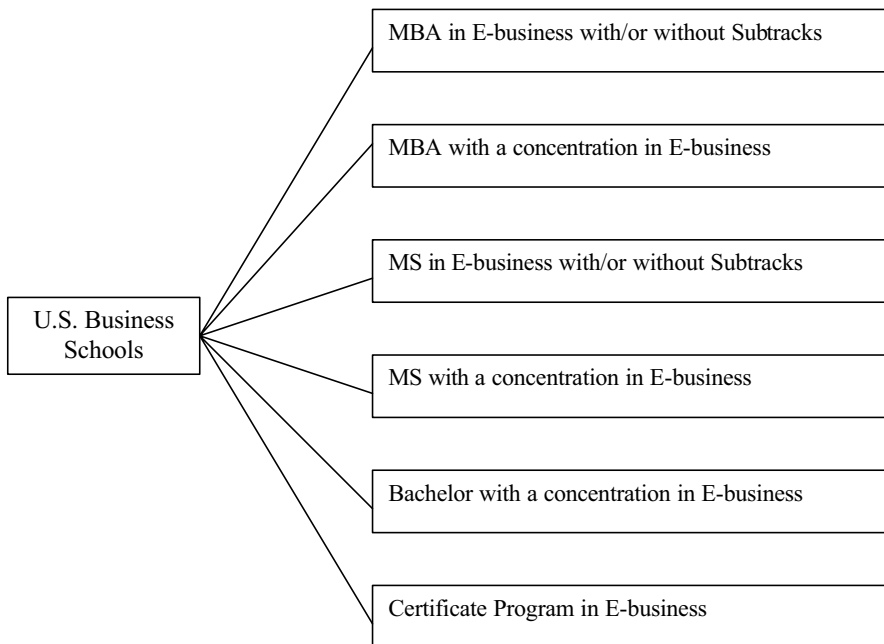 MBA in E-business with/or without Subtracks
MBA with a concentration in E-business
MS in E-business with/or without Subtracks
U.S. Business
Schools
MS with a concentration in E-business
Bachelor with a concentration in E-business
Certificate Program in E-business